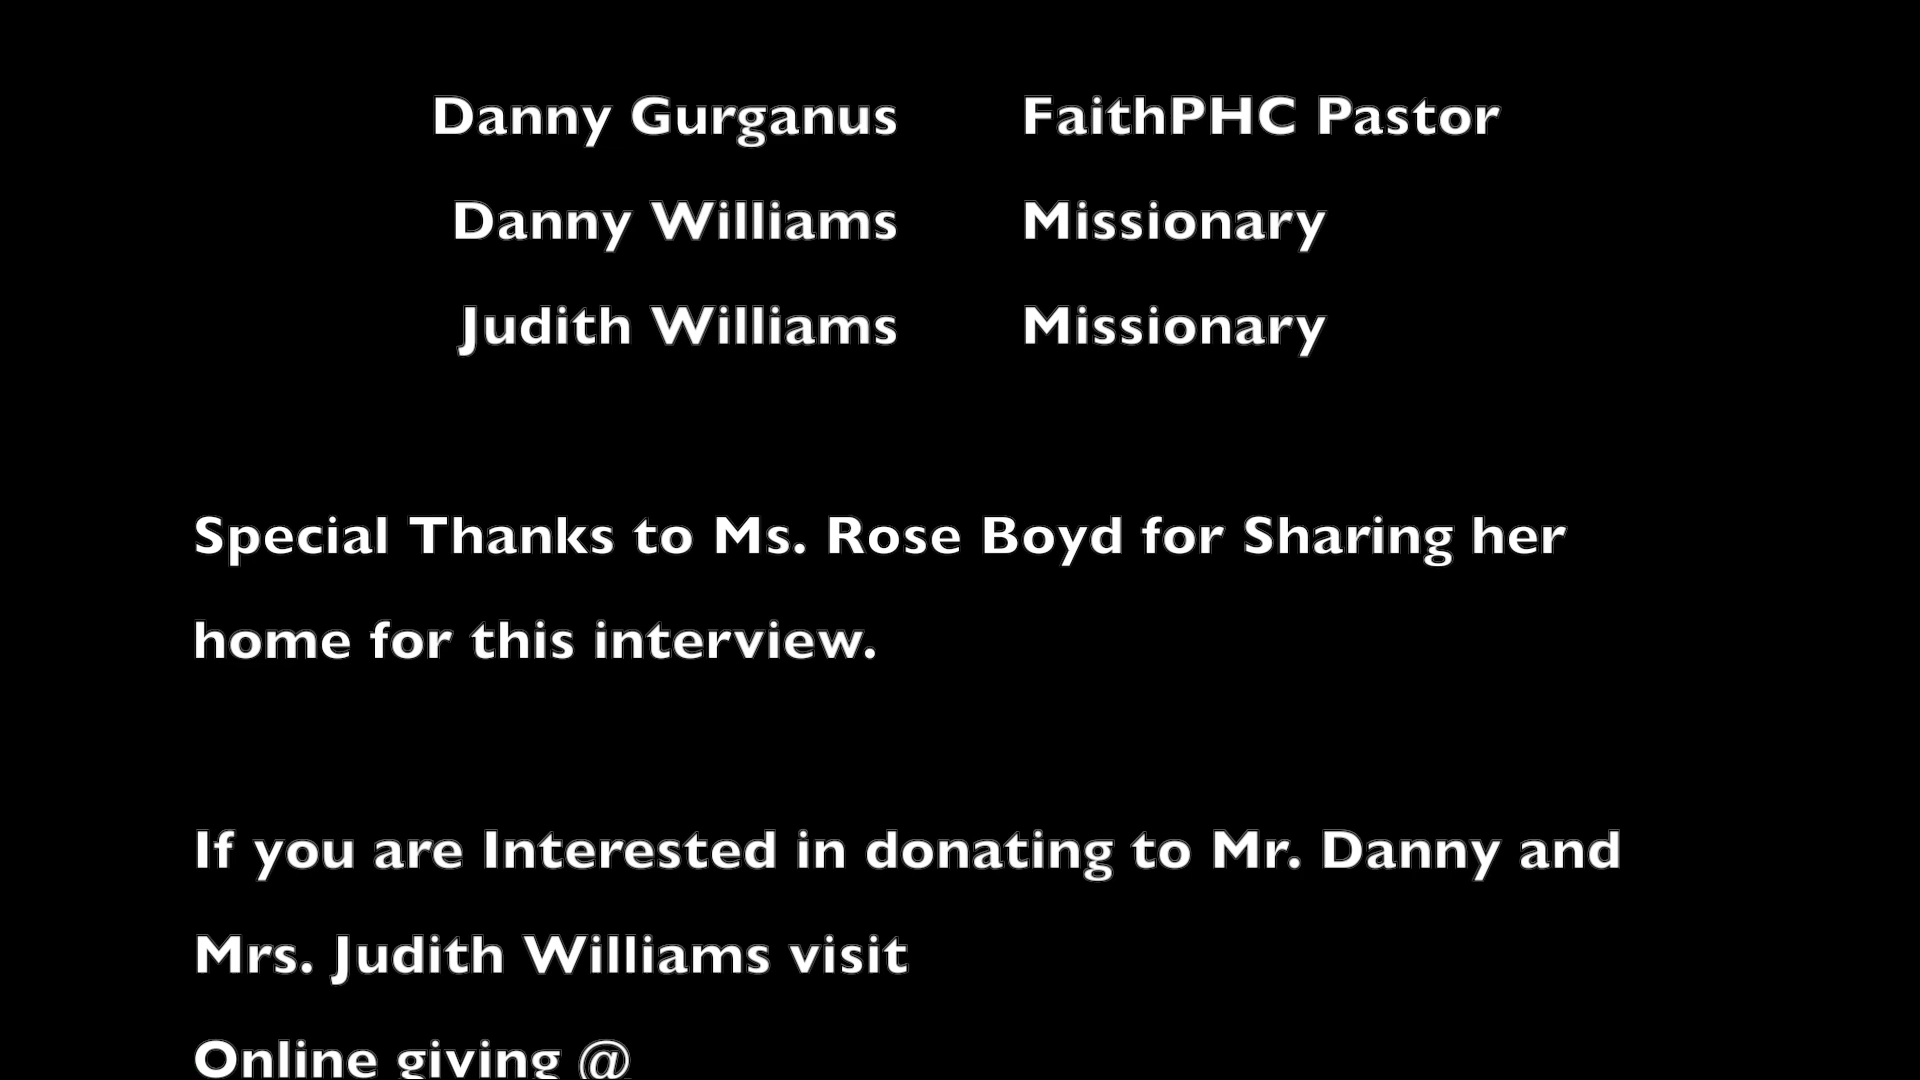 Danny Gurganus FaithPHC Pastor
Danny Williams Missionary
Judith Williams Missionary
Special Thanks to Ms. Rose Boyd for Sharing her
home for this interview.
If you are Interested in donating to Mr. Danny and
Mrs. Judith Williams visit
Online giving @